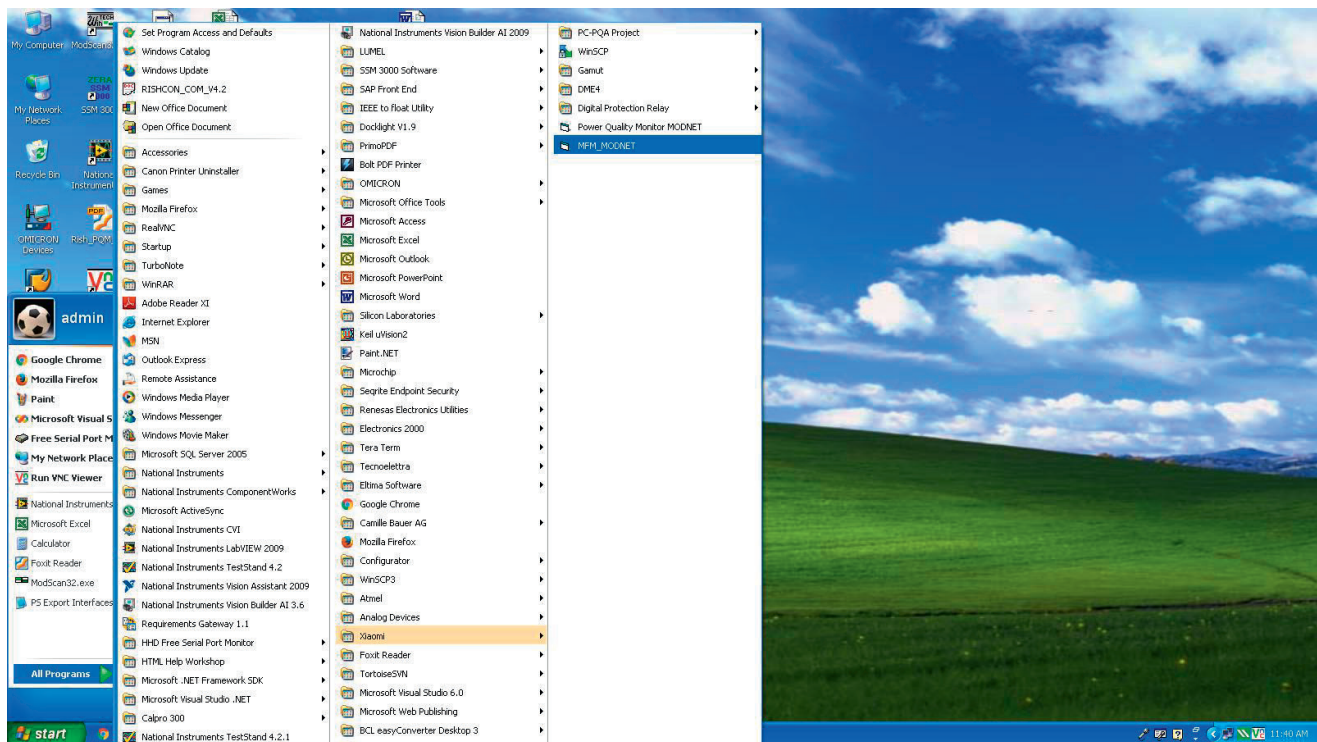 My Computer
ModScan3
My Network
Places
ZERA
SSM
SSM 300
Recycle Bin
Nationa
Instrument
OMICRON
Devices
Rish_PQM
admin
Google Chrome
Mozilla Firefox
Paint
Microsoft Visual S
Free Serial Port M
My Network Place
Run VNC Viewer
National Instruments
Microsoft Excel
Calculator
Foxit Reader
ModScan32.exe
PS Export Interfaces
All Programs
start
Set Program Access and Defaults
Windows Catalog
Windows Update
RISHCON_COM_V4.2
New Office Document
Open Office Document
Accessories
Canon Printer Uninstaller
Games
Mozilla Firefox
RealVNC
Startup
TurboNote
WinRAR
Adobe Reader XI
Internet Explorer
MSN
Outlook Express
Remote Assistance
Windows Media Player
Windows Messenger
Windows Movie Maker
Microsoft SQL Server 2005
National Instruments
National Instruments ComponentWorks
Microsoft ActiveSync
National Instruments CVI
National Instruments LabVIEW 2009
National Instruments TestStand 4.2
National Instruments Vision Assistant 2009
National Instruments Vision Builder AI 3.6
Requirements Gateway 1.1
HHD Free Serial Port Monitor
HTML Help Workshop
Microsoft .NET Framework SDK
Microsoft Visual Studio .NET
Calpro 300
National Instruments TestStand 4.2.1
National Instruments Vision Builder AI 2009
LUMEL
SSM 3000 Software
SAP Front End
IEEE to float Utility
Docklight V1.9
PrimoPDF
Bolt PDF Printer
OMICRON
Microsoft Office Tools
Microsoft Access
Microsoft Excel
Microsoft Outlook
Microsoft PowerPoint
Microsoft Word
Silicon Laboratories
Keil uVision2
Paint.NET
Microchip
Seqrite Endpoint Security
Renesas Electronics Utilities
Electronics 2000
Tera Term
Tecnoelettra
Eltima Software
Google Chrome
Camille Bauer AG
Mozilla Firefox
Configurator
WinSCP3
Atmel
Analog Devices
Xiaomi
Foxit Reader
TortoiseSVN
Microsoft Visual Studio 6.0
Microsoft Web Publishing
BCL easyConverter Desktop 3
PC-PQA Project
WinSCP
Gamut
DME4
Digital Protection Relay
Power Quality Monitor MODNET
MFM_MODNET
11:40 AM